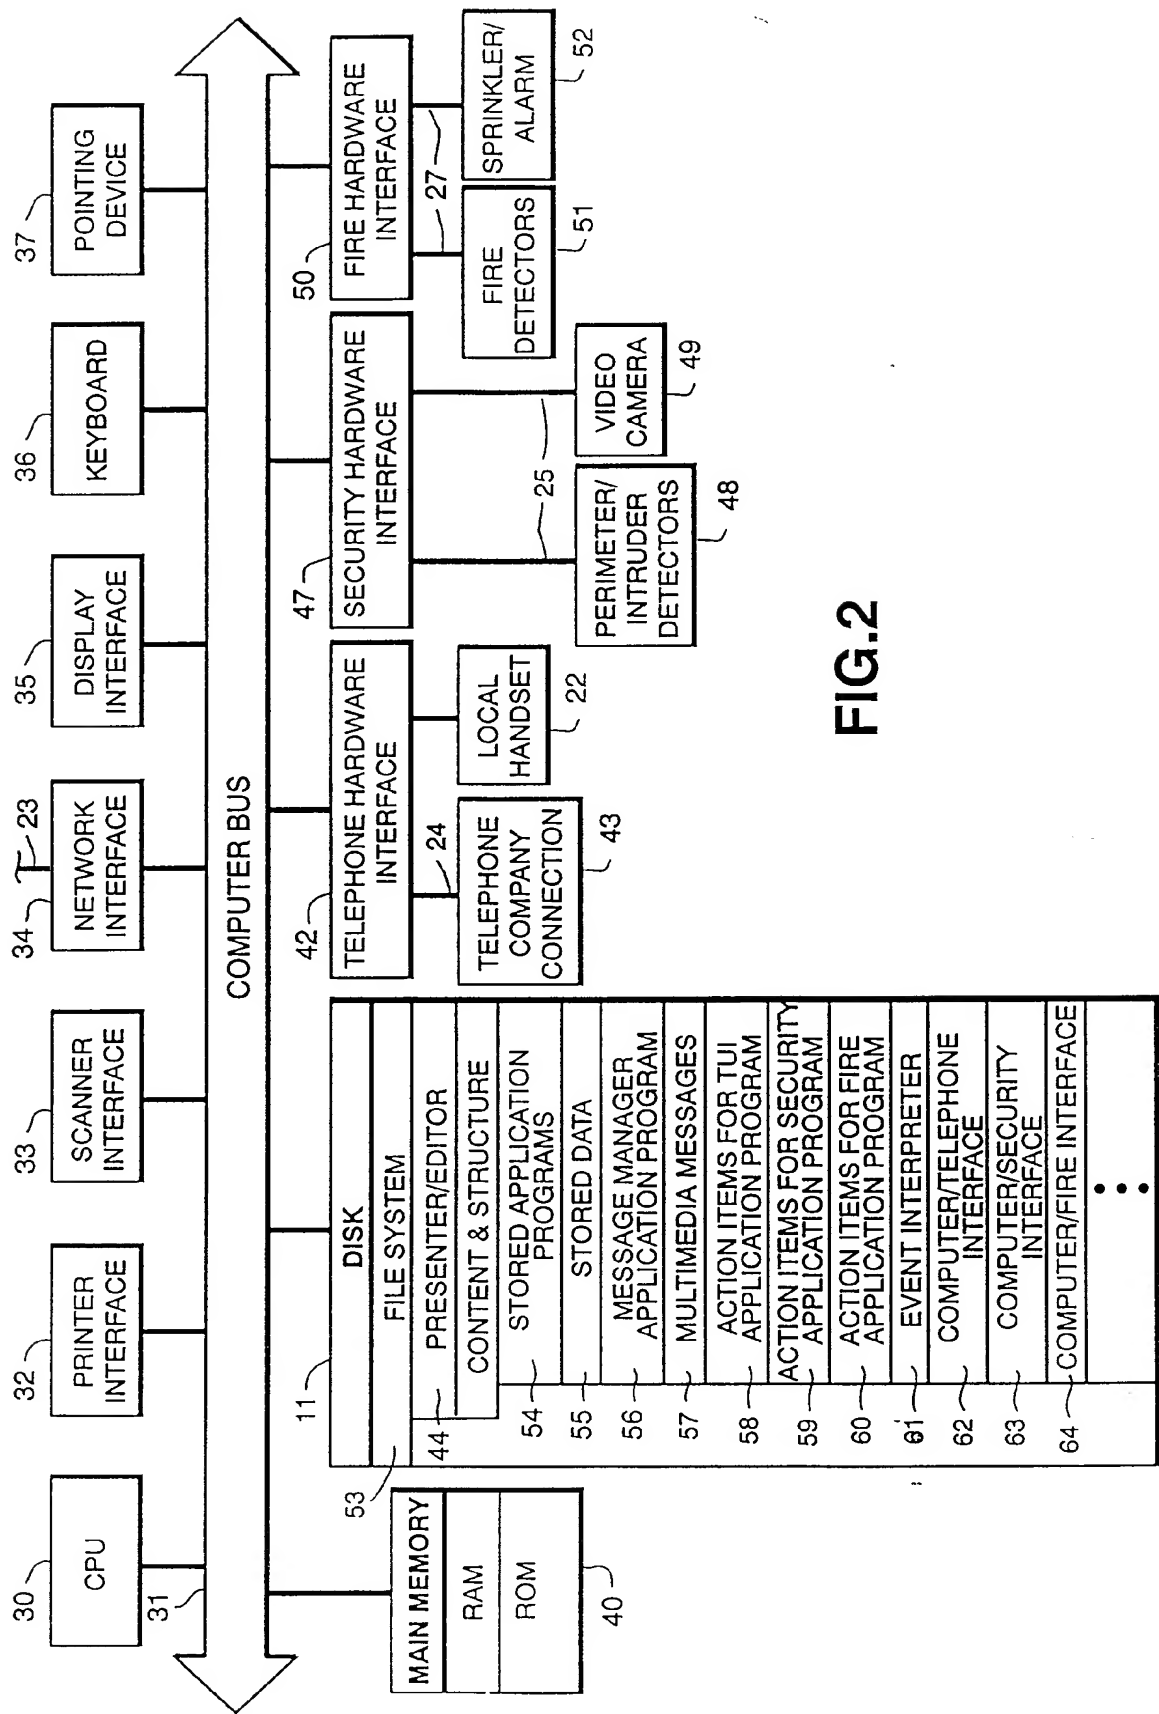 30
CPU
31
32
PRINTER
INTERFACE
33
SCANNER
INTERFACE
34
23
NETWORK
INTERFACE
35
DISPLAY
INTERFACE
36
KEYBOARD
37
POINTING
DEVICE
COMPUTER BUS
MAIN MEMORY
RAM
ROM
40
11
DISK
53
FILE SYSTEM
44
PRESENTER/EDITOR
CONTENT & STRUCTURE
54
STORED APPLICATION
PROGRAMS
55
STORED DATA
56
MESSAGE MANAGER
APPLICATION PROGRAM
57
MULTIMEDIA MESSAGES
58
ACTION ITEMS FOR TUI
APPLICATION PROGRAM
59
ACTION ITEMS FOR SECURITY
APPLICATION PROGRAM
60
ACTION ITEMS FOR FIRE
APPLICATION PROGRAM
61
EVENT INTERPRETER
62
COMPUTER/TELEPHONE
INTERFACE
63
COMPUTER/SECURITY
INTERFACE
64
COMPUTER/FIRE INTERFACE
42
TELEPHONE HARDWARE
INTERFACE
24
TELEPHONE
COMPANY
CONNECTION
43
LOCAL
HANDSET
22
47
SECURITY HARDWARE
INTERFACE
25
PERIMETER/
INTRUDER
DETECTORS
48
VIDEO
CAMERA
49
50
FIRE HARDWARE
INTERFACE
27
FIRE
DETECTORS
51
SPRINKLER/
ALARM
52
FIG.2